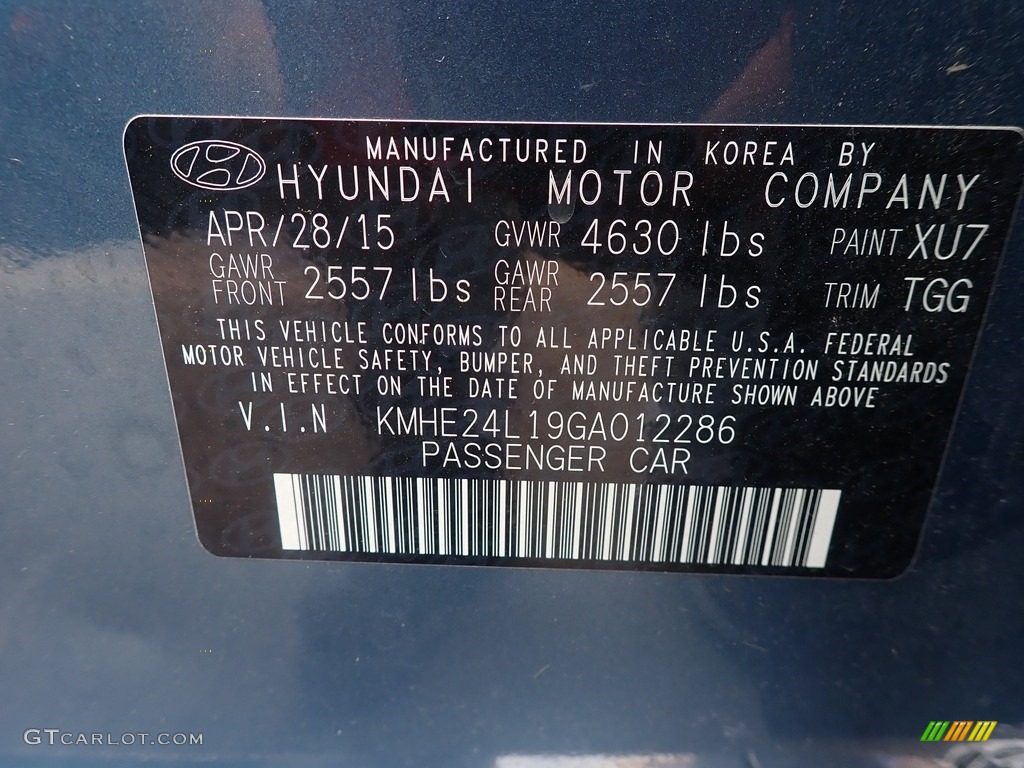 MANUFACTURED IN KOREA BY
HYUNDAI MOTOR COMPANY
APR/28/15 GVWR 4630 lbs PAINT XU7
GAWR FRONT 2557 lbs GAWR REAR 2557 lbs TRIM TGG
THIS VEHICLE CONFORMS TO ALL APPLICABLE U.S.A. FEDERAL
MOTOR VEHICLE SAFETY, BUMPER, AND THEFT PREVENTION STANDARDS
IN EFFECT ON THE DATE OF MANUFACTURE SHOWN ABOVE
V.I.N KMHE24L19GA012286
PASSENGER CAR
GTCARLOT.COM